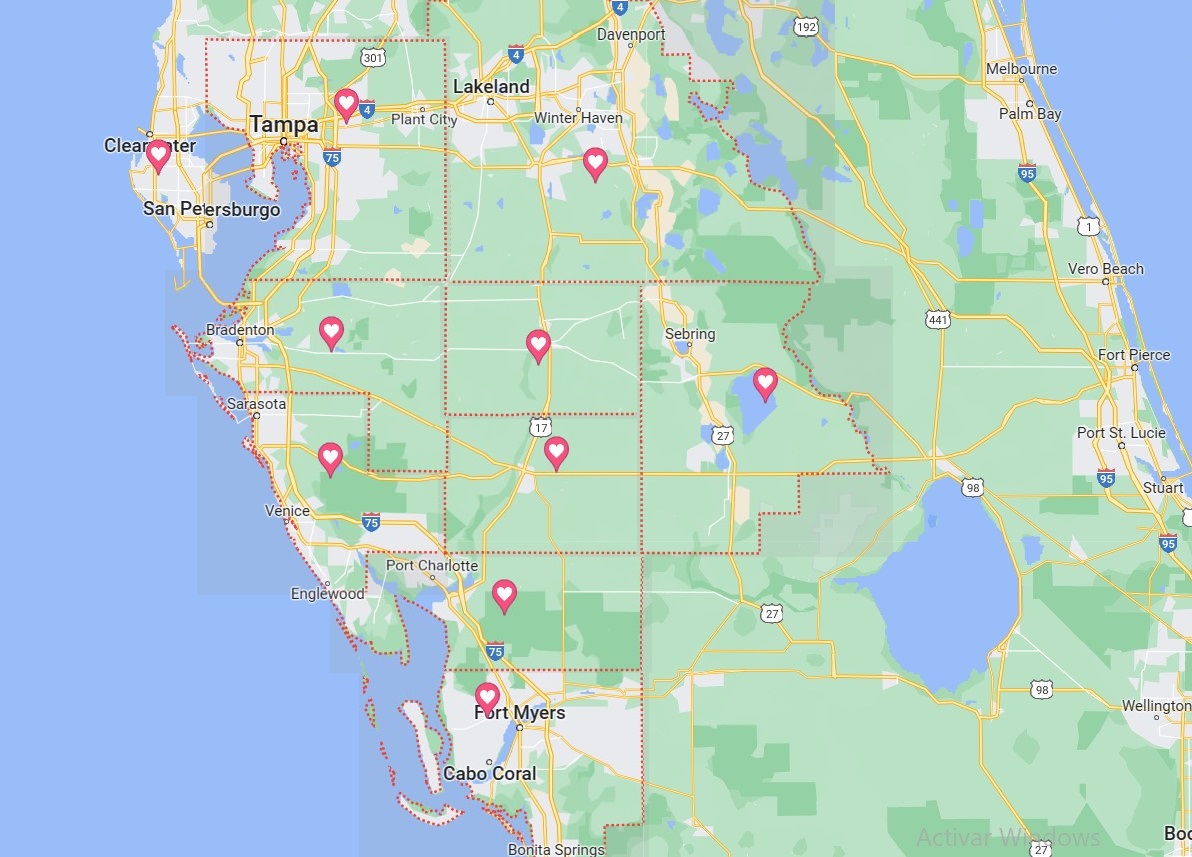 4
192
Davenport
4
301
Melbourne
Lakeland
4
Palm Bay
Plant City
Winter Haven
Tampa
Clearwater
75
95
San Petersburgo
1
Vero Beach
441
Bradenton
Sebring
Fort Pierce
Sarasota
17
27
Port St. Lucie
95
98
Stuart
Venice
75
95
Port Charlotte
Englewood
27
75
98
Wellington
Fort Myers
Cabo Coral
Activar Windows
Boc
27
Bonita Springs